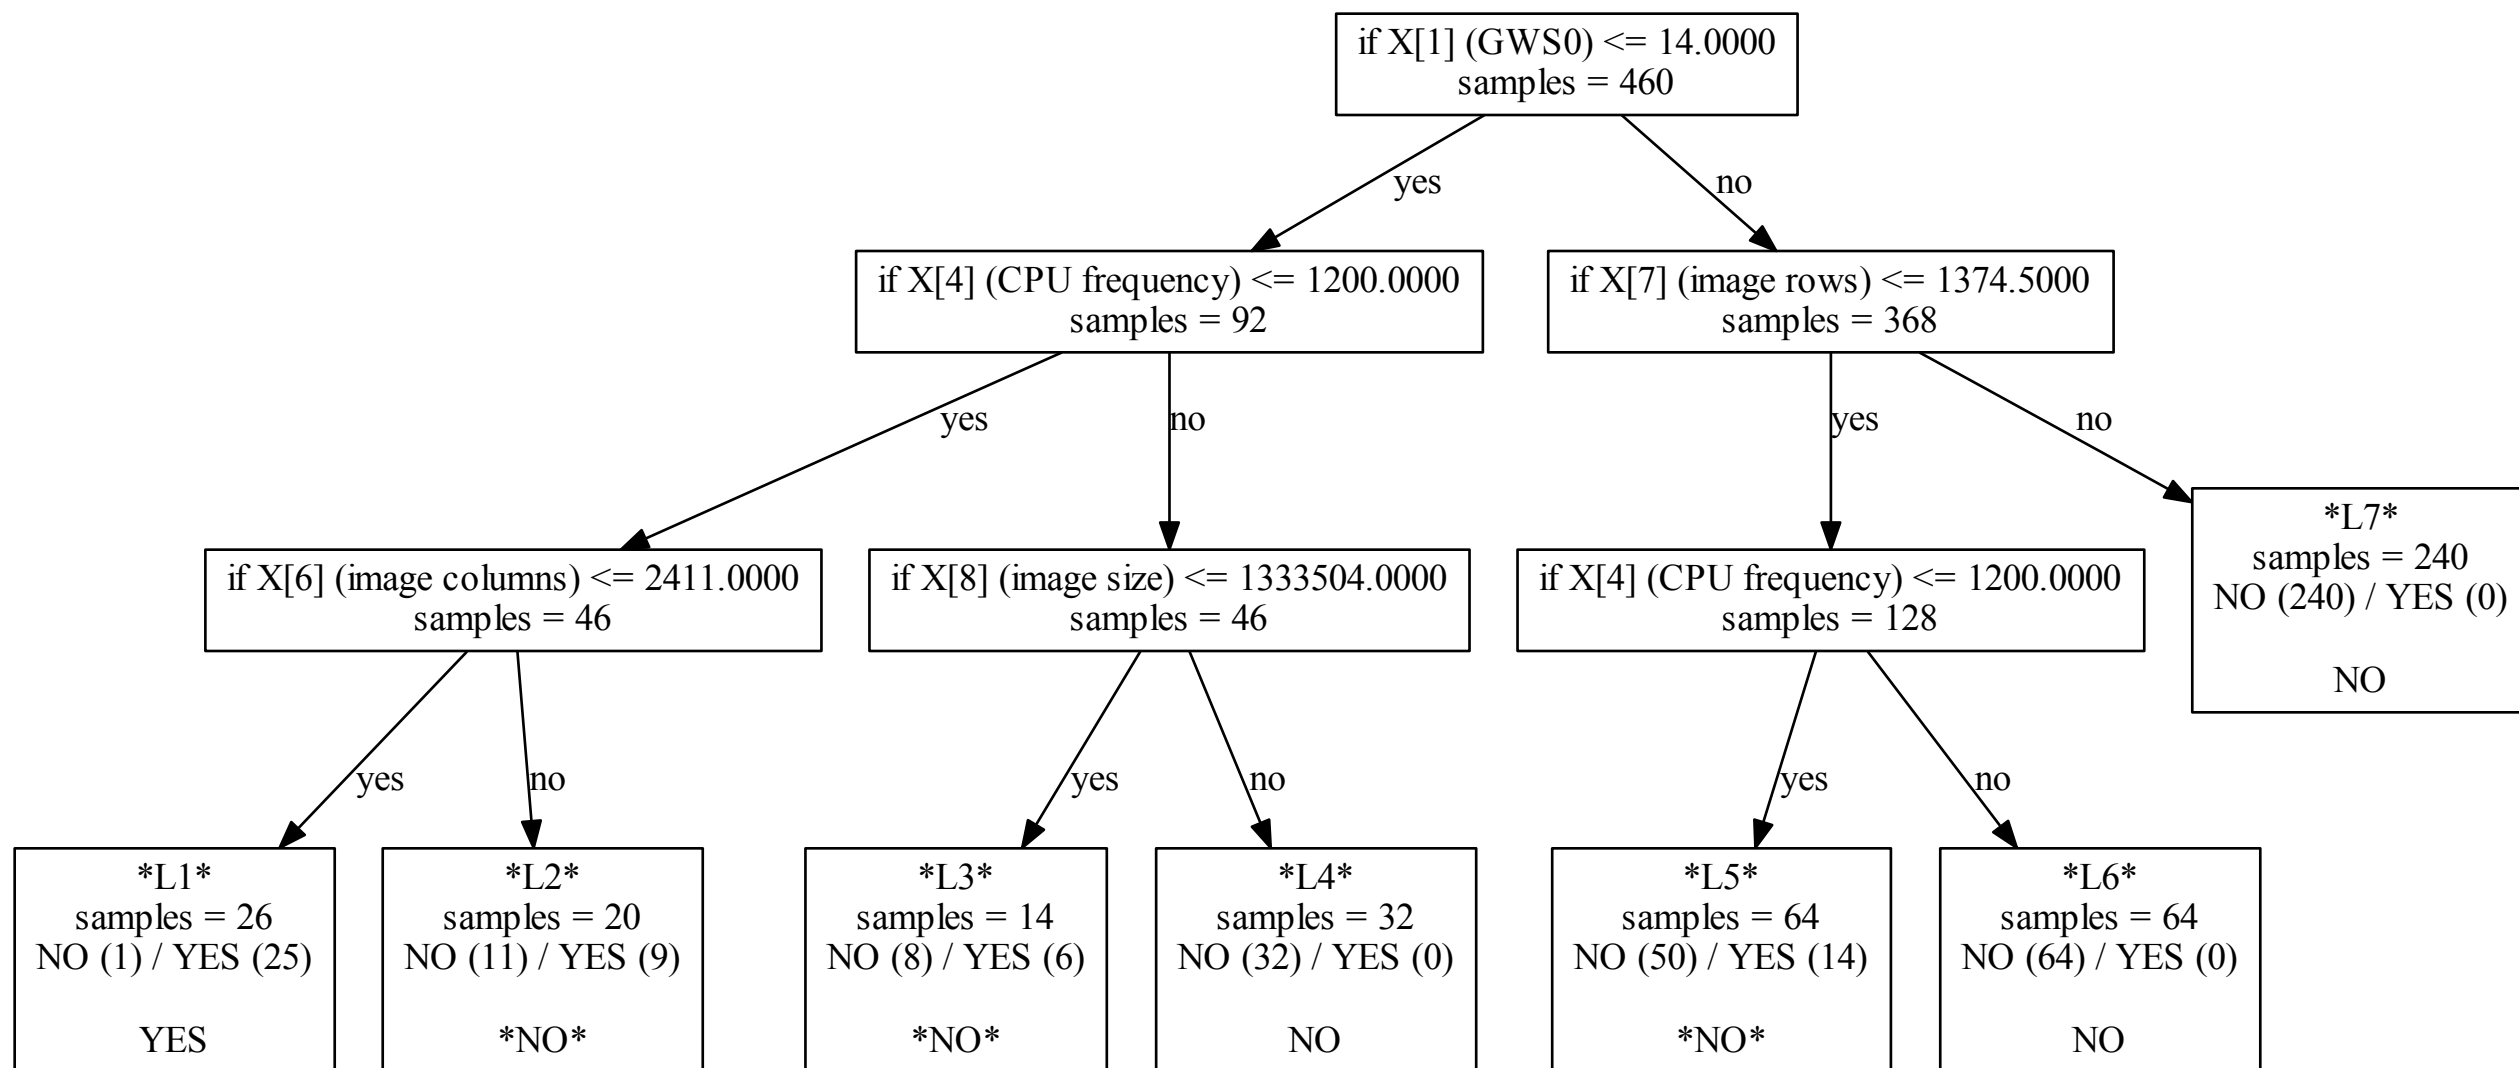 if X[1] (GWS0) <= 14.0000
samples = 460
yes
no
if X[4] (CPU frequency) <= 1200.0000
samples = 92
if X[7] (image rows) <= 1374.5000
samples = 368
yes
no
yes
no
if X[6] (image columns) <= 2411.0000
samples = 46
if X[8] (image size) <= 1333504.0000
samples = 46
if X[4] (CPU frequency) <= 1200.0000
samples = 128
*L7*
samples = 240
NO (240) / YES (0)
NO
yes
no
yes
no
yes
no
*L1*
samples = 26
NO (1) / YES (25)
YES
*L2*
samples = 20
NO (11) / YES (9)
*NO*
*L3*
samples = 14
NO (8) / YES (6)
*NO*
*L4*
samples = 32
NO (32) / YES (0)
NO
*L5*
samples = 64
NO (50) / YES (14)
*NO*
*L6*
samples = 64
NO (64) / YES (0)
NO